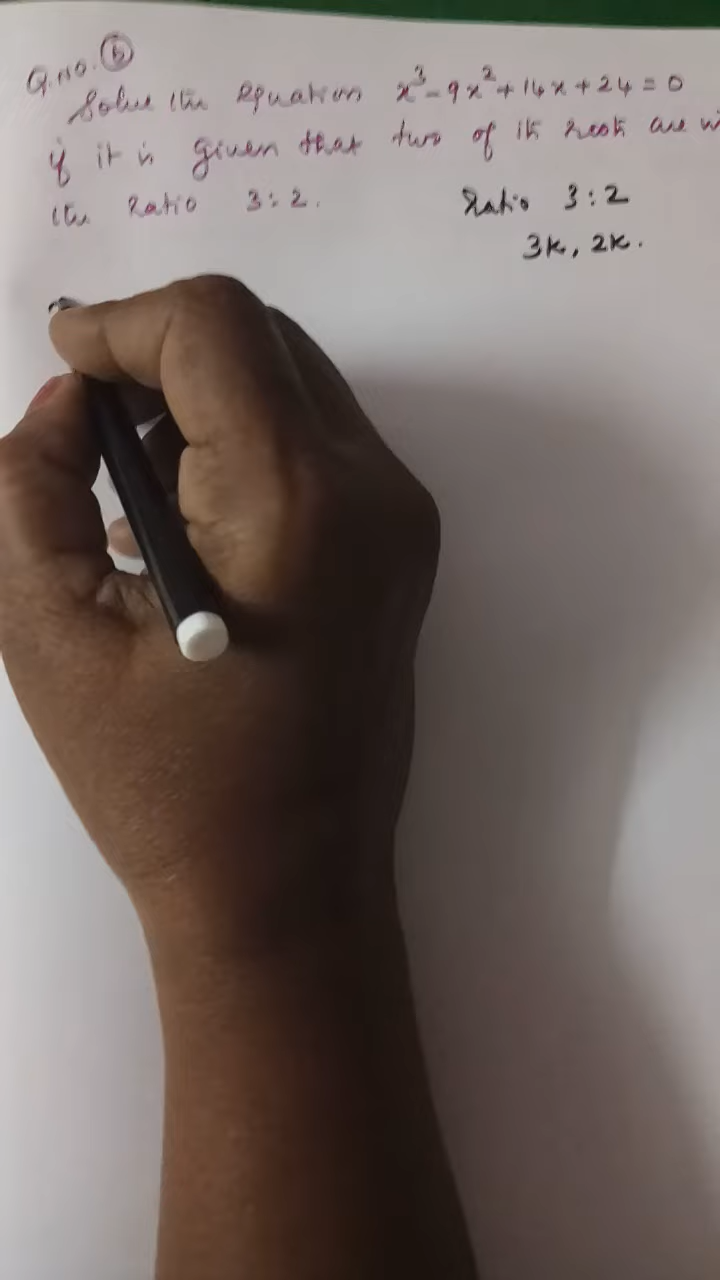 Q.No. 6
Solve the equation x³-9x²+14x+24=0
if it is given that two of its roots are in
the Ratio 3:2.
Ratio 3:2
3k, 2k.